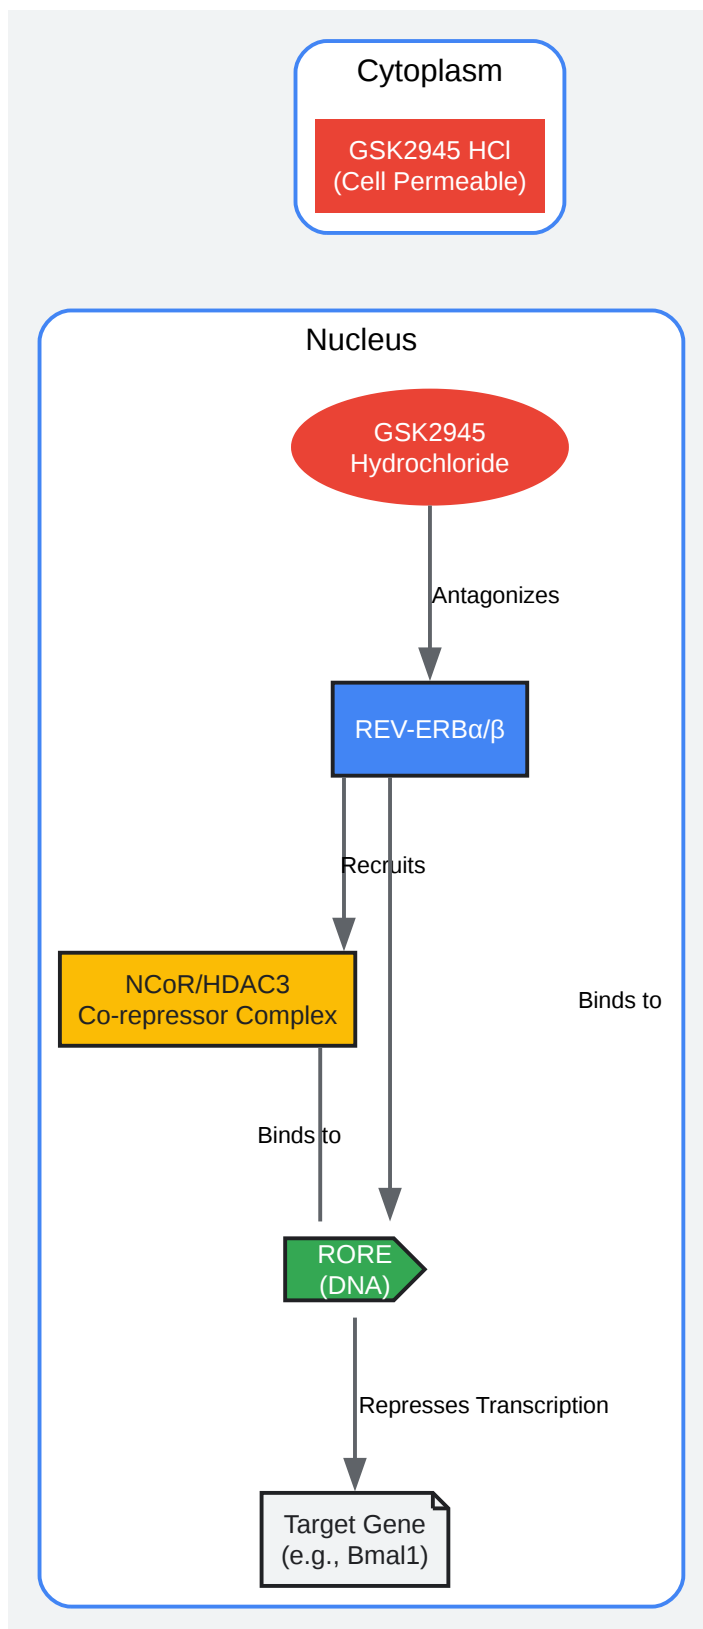 Cytoplasm
GSK2945 HCl
(Cell Permeable)
Nucleus
GSK2945
Hydrochloride
Antagonizes
REV-ERBα/β
Recruits
NCoR/HDAC3
Co-repressor Complex
Binds to
Binds to
RORE
(DNA)
Represses Transcription
Target Gene
(e.g., Bmal1)